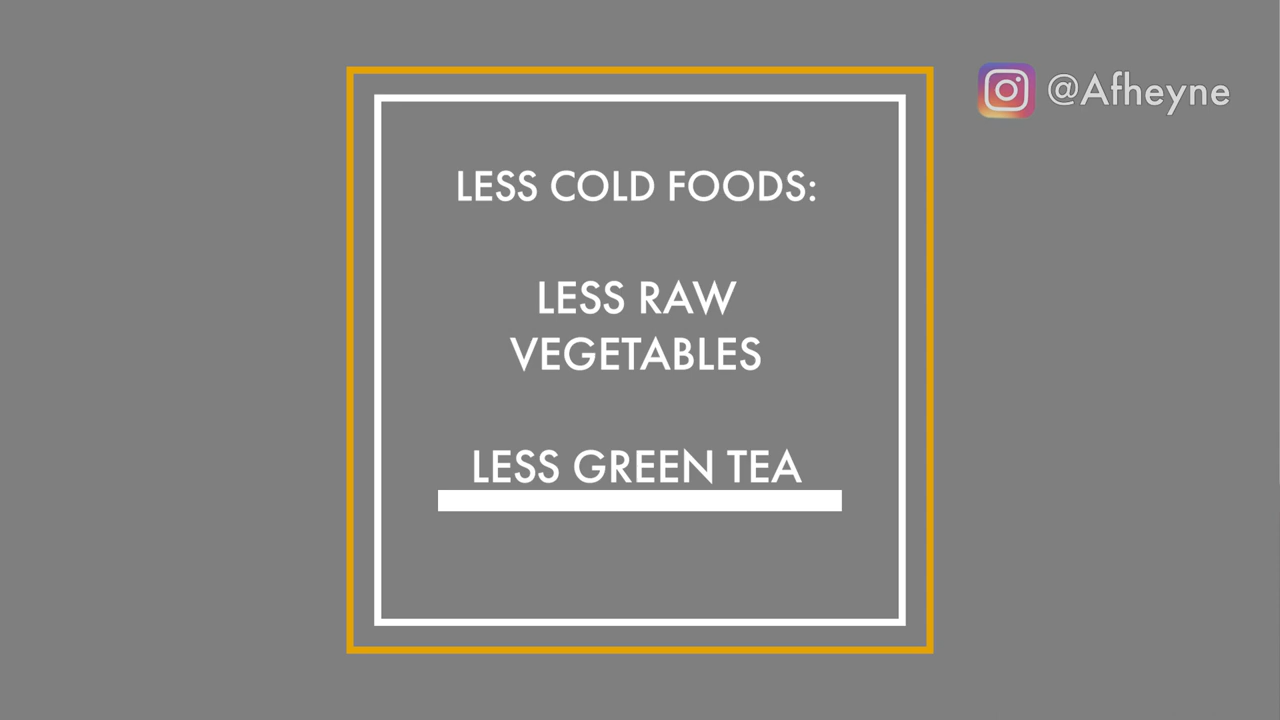 @Afheyne
LESS COLD FOODS:
LESS RAW
VEGETABLES
LESS GREEN TEA